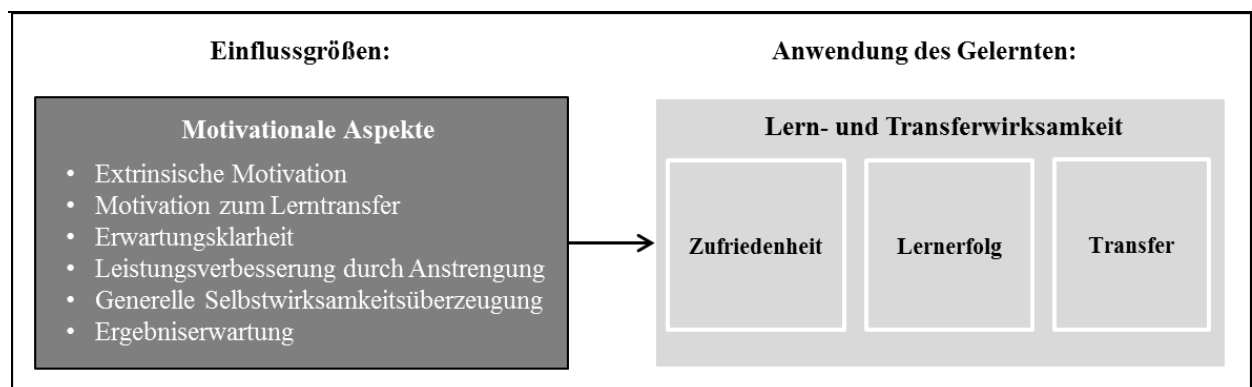 Einflussgrößen:
Anwendung des Gelernten:
Motivationale Aspekte
• Extrinsische Motivation
• Motivation zum Lerntransfer
• Erwartungsklarheit
• Leistungsverbesserung durch Anstrengung
• Generelle Selbstwirksamkeitsüberzeugung
• Ergebniserwartung
Lern- und Transferwirksamkeit
Zufriedenheit
Lernerfolg
Transfer